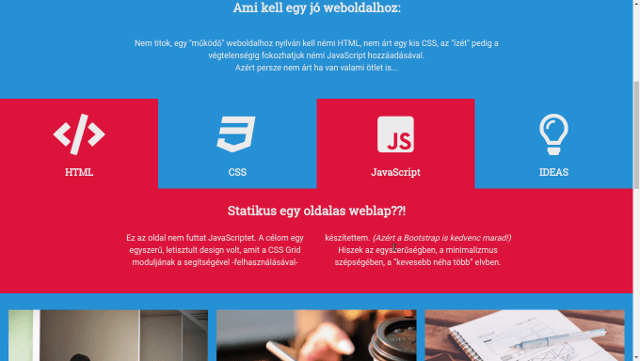 Ami kell egy jó weboldalhoz:
Nem titok, egy "működő" weboldalhoz nyilván kell némi HTML, nem árt egy kis CSS, az "ízét" pedig a
végtelenségig fokozhatjuk némi JavaScript hozzáadásával.
Azért persze nem árt ha van valami ötlet is...
JS
HTML
CSS
JavaScript
IDEAS
Statikus egy oldalas weblap??!
Ez az oldal nem futtat JavaScriptet. A célom egy
egyszerű, letisztult design volt, amit a CSS Grid
moduljának a segítségével -felhasználásával-
készítettem. (Azért a Bootstrap is kedvenc marad!)
Hiszek az egyszerűségben, a minimalizmus
szépségében, a "kevesebb néha több" elvben.